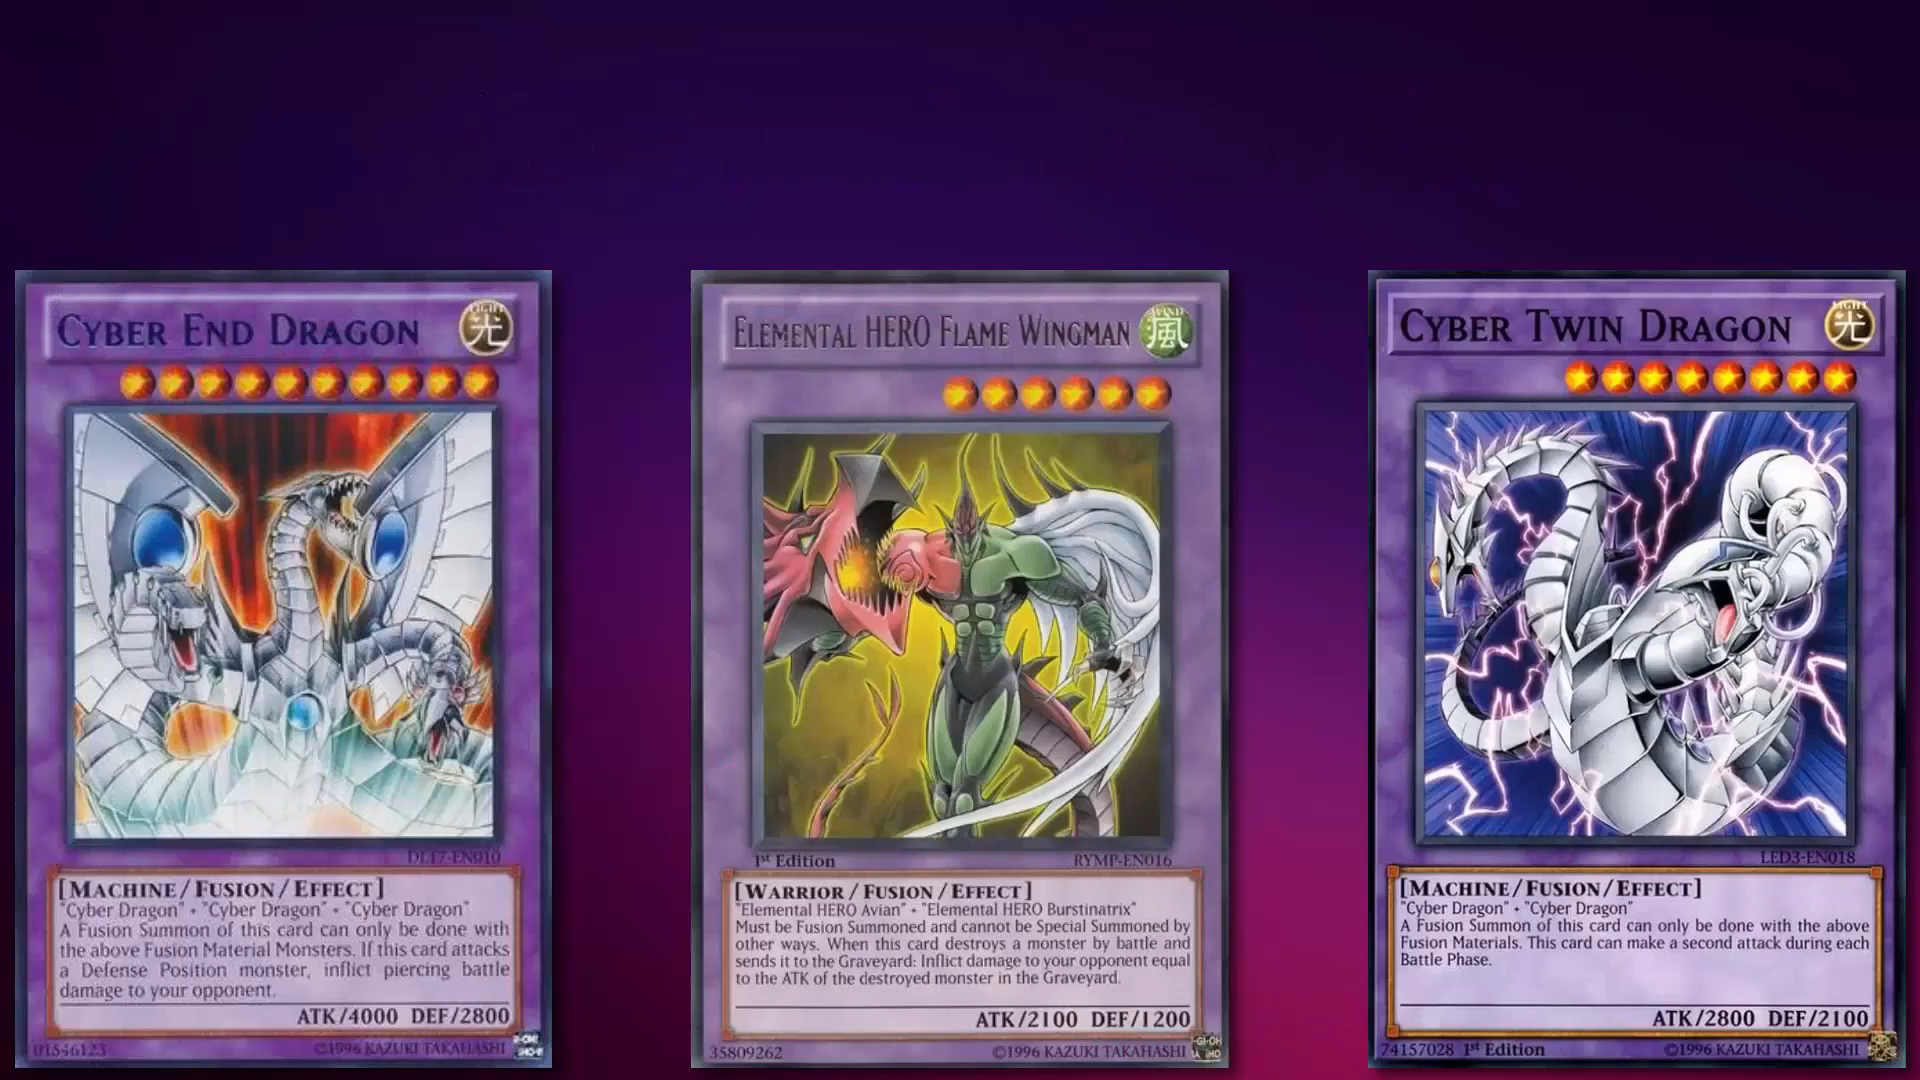 CYBER END DRAGON
LIGHT
光
DL17-EN010
[MACHINE/FUSION/EFFECT]
"Cyber Dragon" + "Cyber Dragon" + "Cyber Dragon"
A Fusion Summon of this card can only be done with
the above Fusion Material Monsters. If this card attacks
a Defense Position monster, inflict piercing battle
damage to your opponent.
ATK/4000 DEF/2800
01546123
©1996 KAZUKI TAKAHASHI
ELEMENTAL HERO FLAME WINGMAN
WIND
風
1st Edition
RYMP-EN016
[WARRIOR/FUSION/EFFECT]
"Elemental HERO Avian" + "Elemental HERO Burstinatrix"
Must be Fusion Summoned and cannot be Special Summoned by
other ways. When this card destroys a monster by battle and
sends it to the Graveyard: Inflict damage to your opponent equal
to the ATK of the destroyed monster in the Graveyard.
ATK/2100 DEF/1200
35809262
©1996 KAZUKI TAKAHASHI
CYBER TWIN DRAGON
LIGHT
光
LED3-EN018
[MACHINE/FUSION/EFFECT]
"Cyber Dragon" + "Cyber Dragon"
A Fusion Summon of this card can only be done with the above
Fusion Materials. This card can make a second attack during each
Battle Phase.
ATK/2800 DEF/2100
74157028 1st Edition
©1996 KAZUKI TAKAHASHI